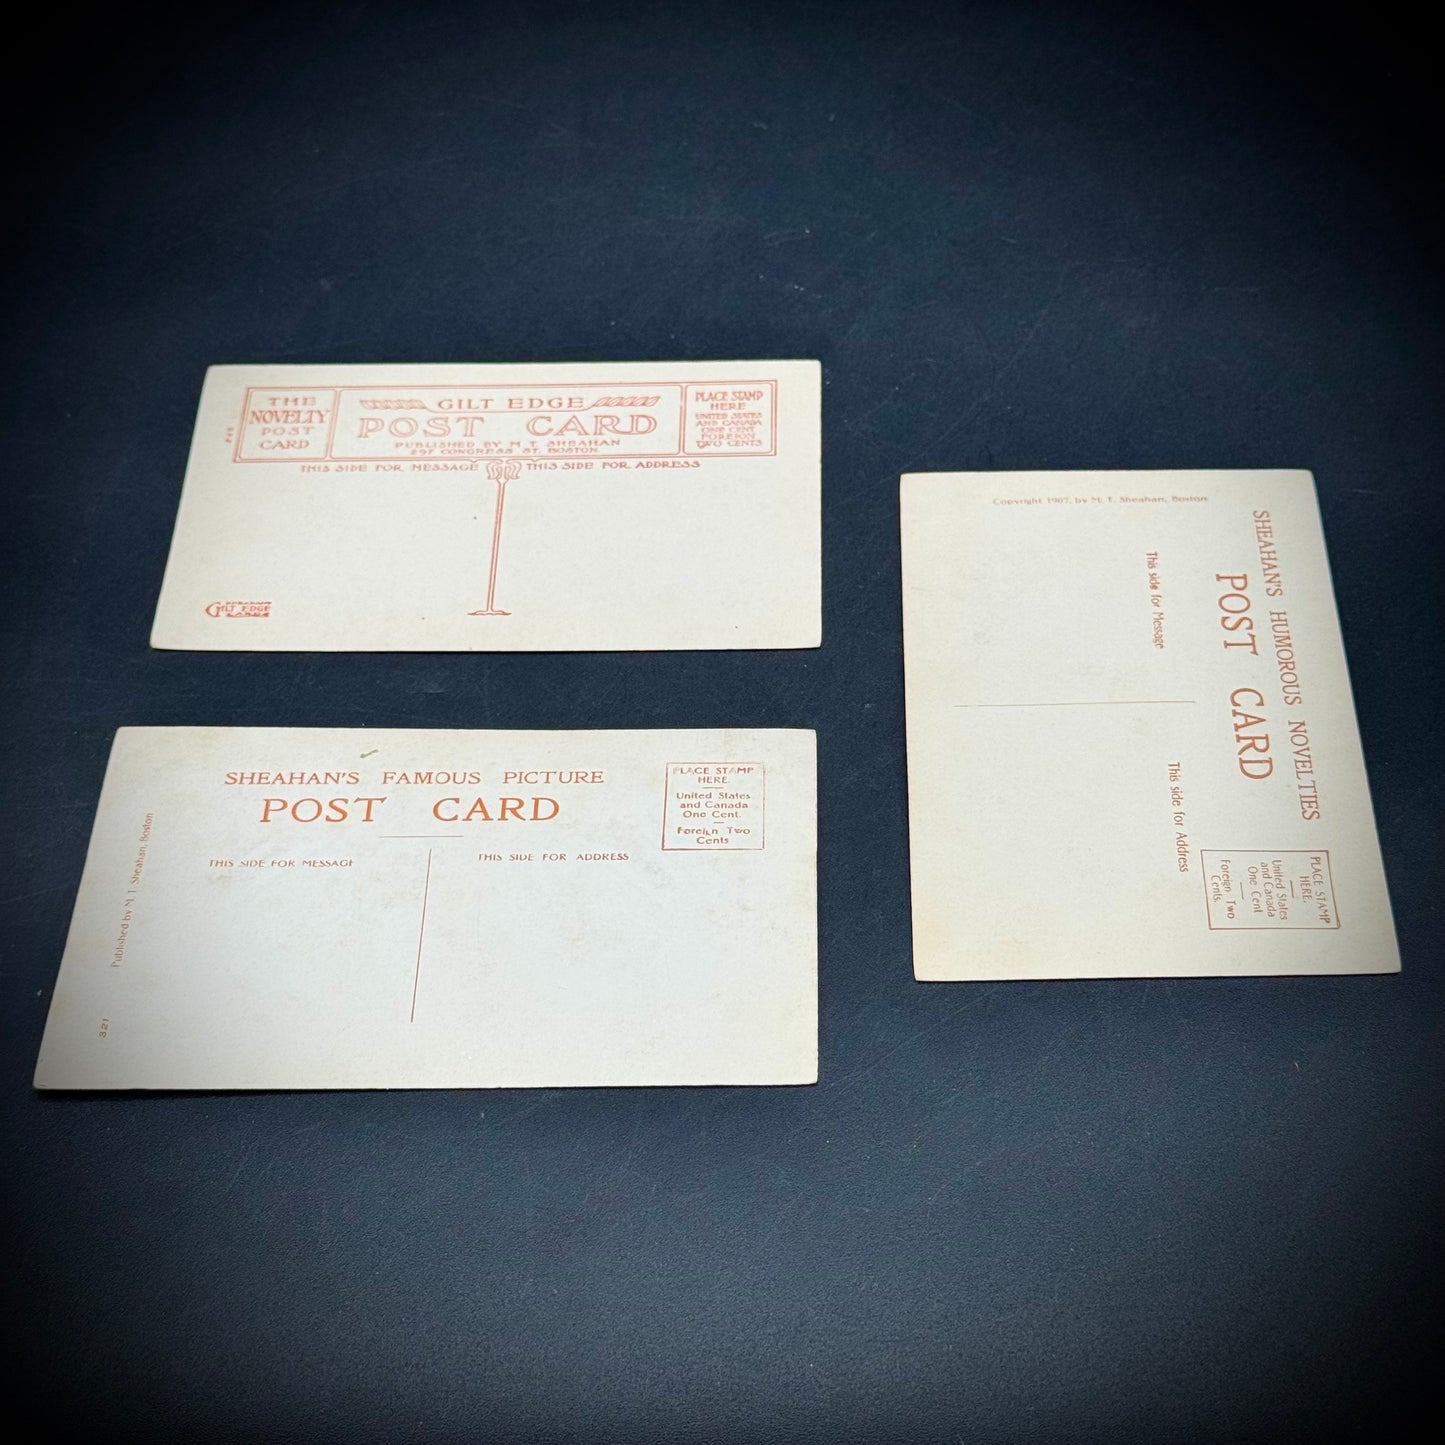 THE
NOVELTY
POST
CARD
GILT EDGE
POST CARD
PUBLISHED BY M. T. SHEAHAN
297 CONGRESS ST. BOSTON.
PLACE STAMP
HERE
UNITED STATES
AND CANADA
ONE CENT
FOREIGN
TWO CENTS
THIS SIDE FOR MESSAGE
THIS SIDE FOR ADDRESS
GILT EDGE
CARDS
SHEAHAN'S FAMOUS PICTURE
POST CARD
PLACE STAMP
HERE.
United States
and Canada
One Cent.
Foreign Two
Cents
THIS SIDE FOR MESSAGE
THIS SIDE FOR ADDRESS
Published by M. T. Sheahan, Boston
321
SHEAHAN'S HUMOROUS NOVELTIES
POST CARD
PLACE STAMP
HERE.
United States
and Canada
One Cent
Foreign Two
Cents.
This side for Message
This side for Address
Copyright 1907, by M. T. Sheahan, Boston